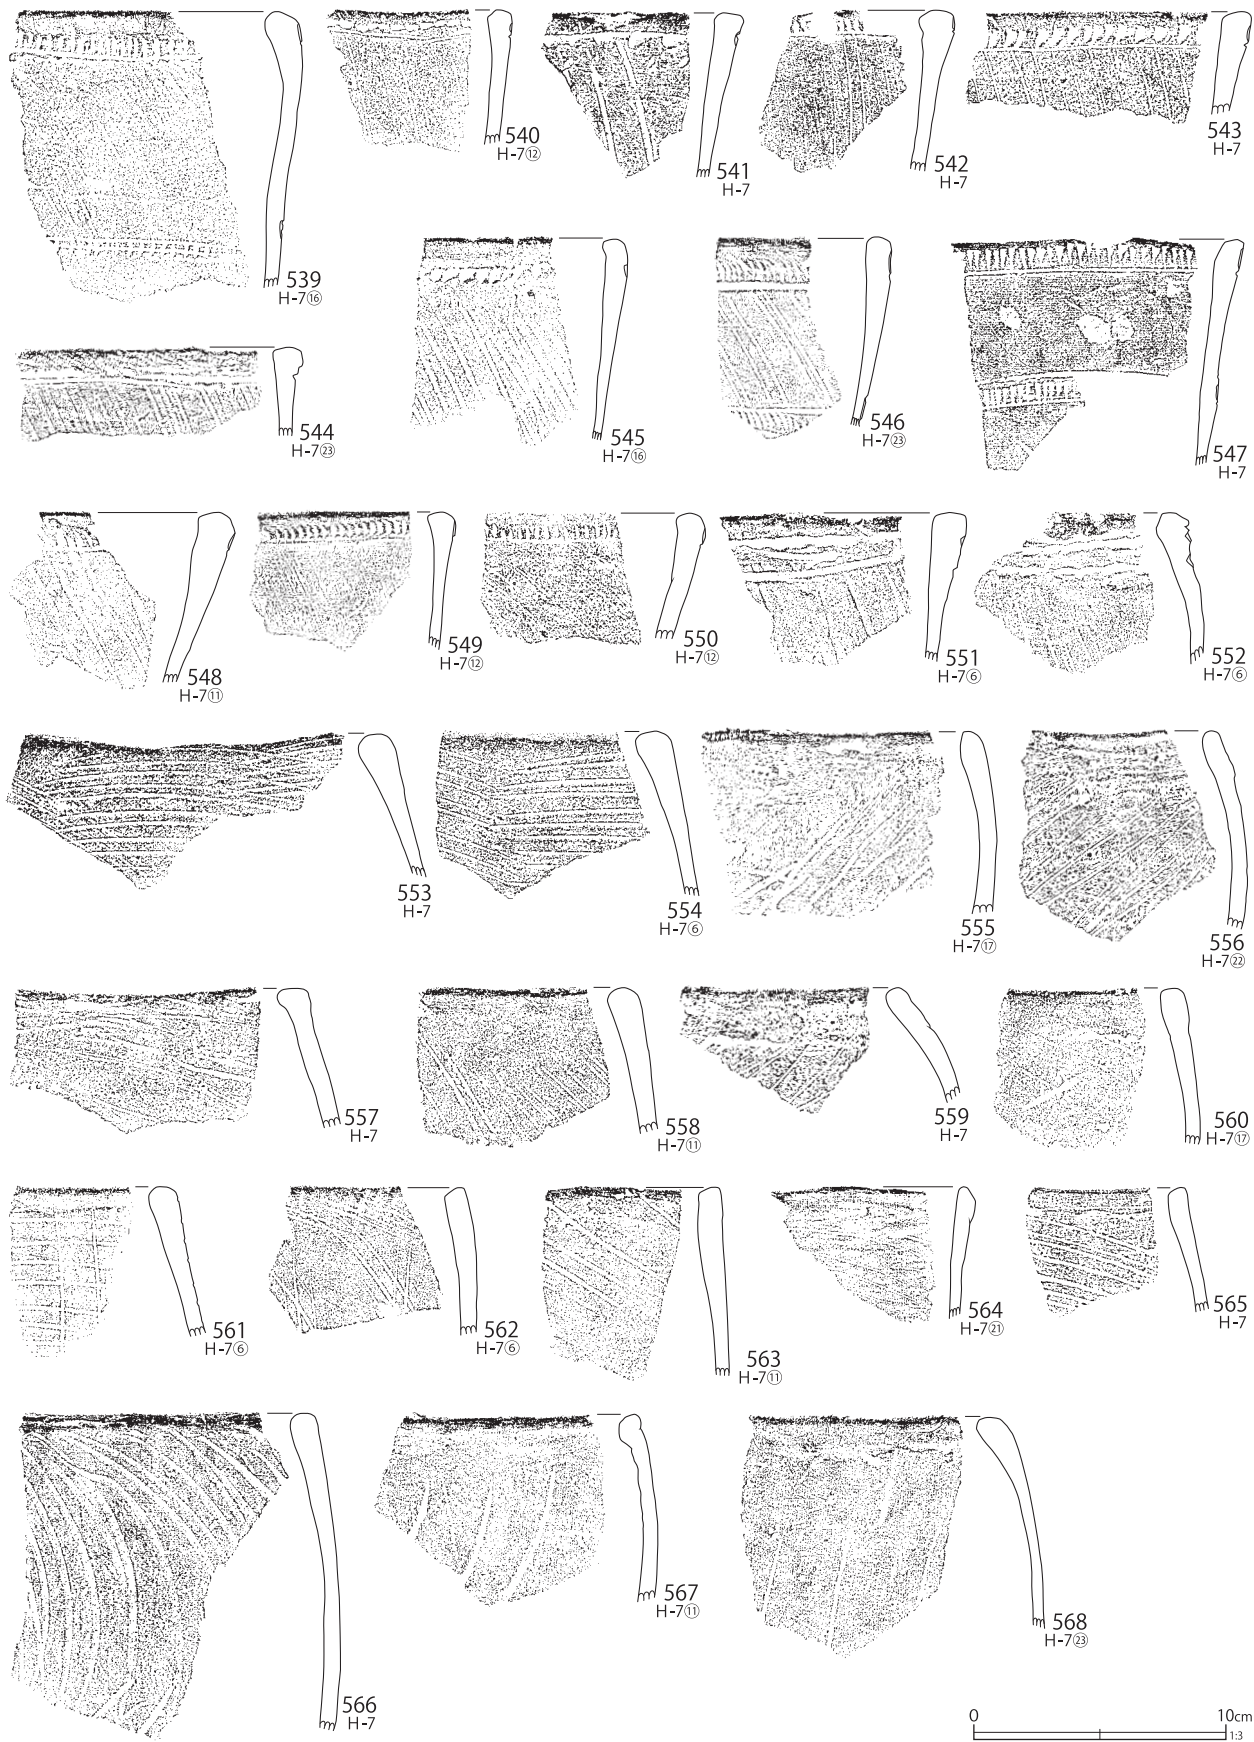 539
H-7⑯
540
H-7⑫
541
H-7
542
H-7
543
H-7
544
H-7㉓
545
H-7⑯
546
H-7㉓
547
H-7
548
H-7⑪
549
H-7⑫
550
H-7⑫
551
H-7⑥
552
H-7⑥
553
H-7
554
H-7⑥
555
H-7⑰
556
H-7㉒
557
H-7
558
H-7⑪
559
H-7
560
H-7⑰
561
H-7⑥
562
H-7⑥
563
H-7⑪
564
H-7㉑
565
H-7
566
H-7
567
H-7⑪
568
H-7㉓
0 10cm
1:3